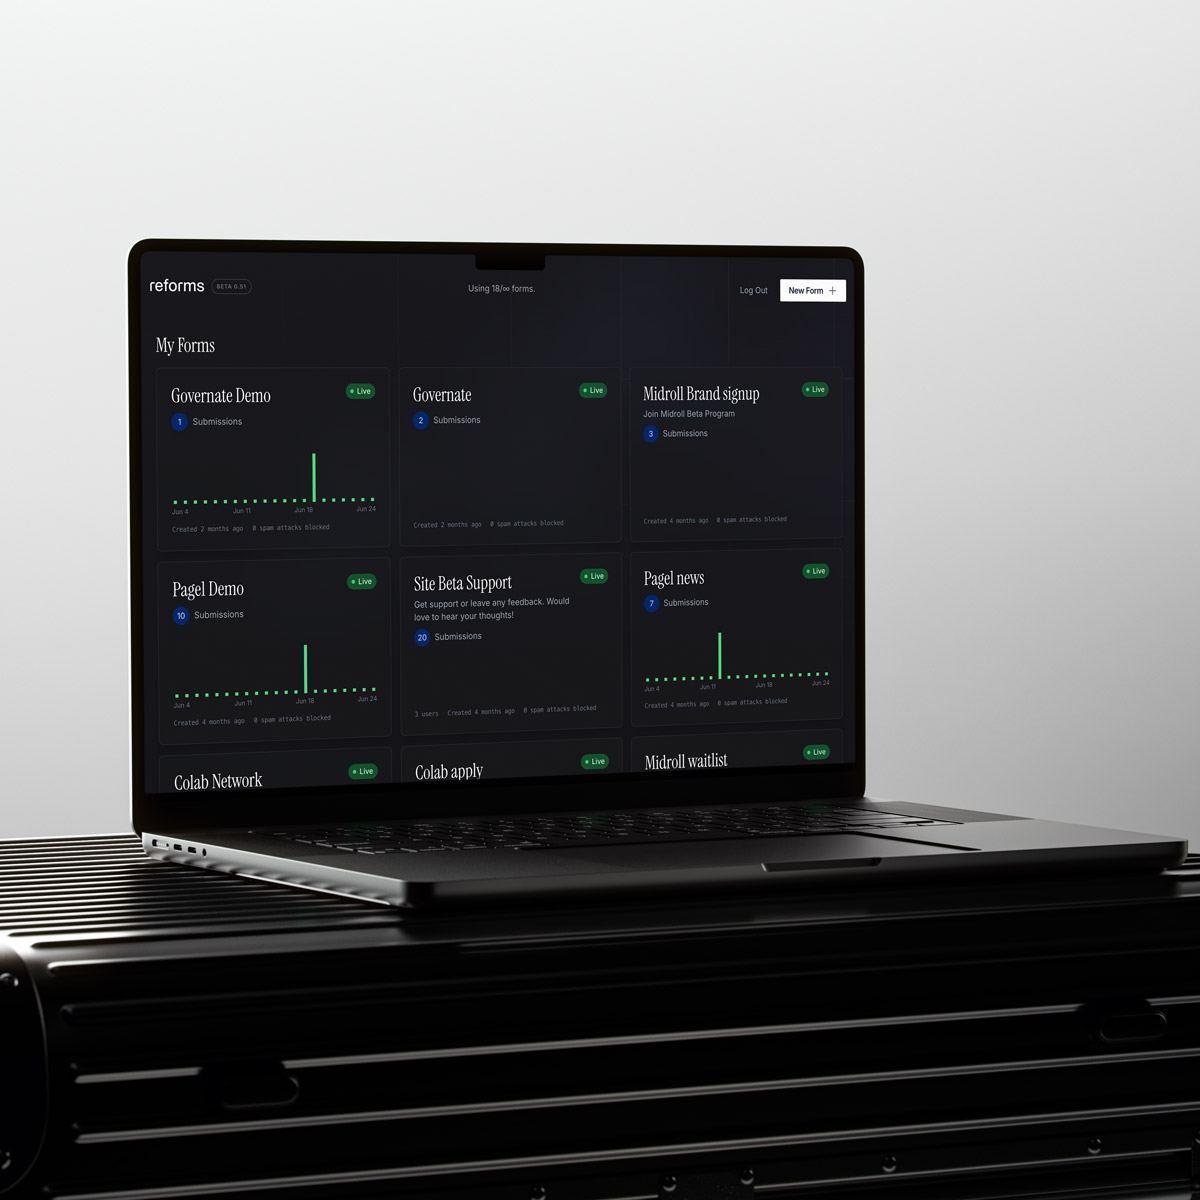 reforms
BETA 0.51
Using 18/∞ forms.
Log Out
New Form +
My Forms
Governate Demo
Live
1 Submissions
Jun 4 Jun 11 Jun 18 Jun 24
Created 2 months ago 0 spam attacks blocked
Governate
Live
2 Submissions
Created 2 months ago 0 spam attacks blocked
Midroll Brand signup
Live
Join Midroll Beta Program
3 Submissions
Created 4 months ago 0 spam attacks blocked
Pagel Demo
Live
10 Submissions
Jun 4 Jun 11 Jun 18 Jun 24
Created 4 months ago 0 spam attacks blocked
Site Beta Support
Live
Get support or leave any feedback. Would
love to hear your thoughts!
20 Submissions
3 users Created 4 months ago 0 spam attacks blocked
Pagel news
Live
7 Submissions
Jun 4 Jun 11 Jun 18 Jun 24
Created 4 months ago 0 spam attacks blocked
Colab Network
Live
Colab apply
Live
Midroll waitlist
Live